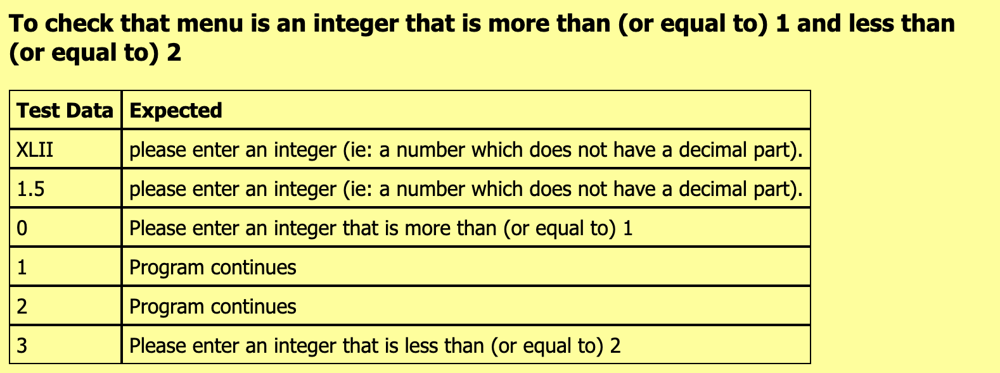 To check that menu is an integer that is more than (or equal to) 1 and less than
(or equal to) 2
Test Data Expected
XLII please enter an integer (ie: a number which does not have a decimal part).
1.5 please enter an integer (ie: a number which does not have a decimal part).
0 Please enter an integer that is more than (or equal to) 1
1 Program continues
2 Program continues
3 Please enter an integer that is less than (or equal to) 2